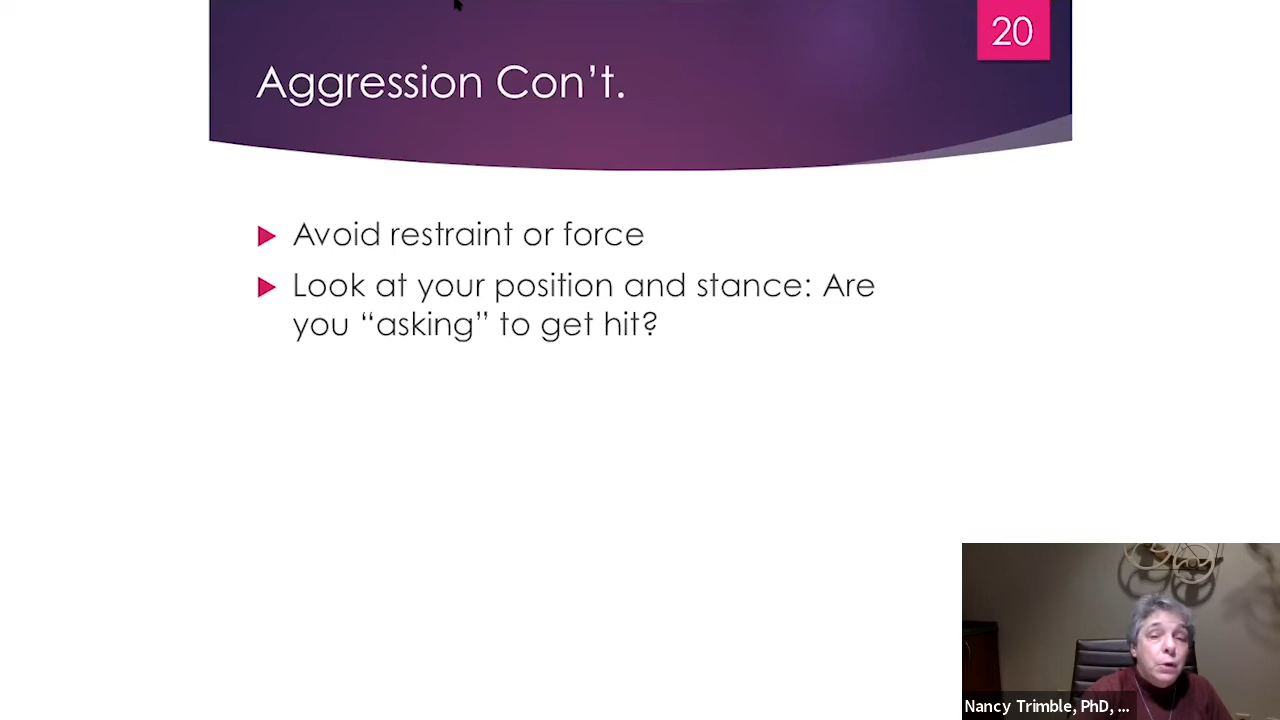 20
Aggression Con’t.
Avoid restraint or force
Look at your position and stance: Are
you “asking” to get hit?
Nancy Trimble, PhD, ...